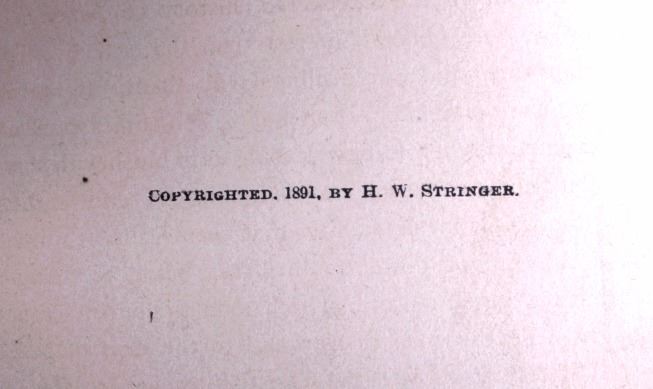 COPYRIGHTED, 1891, BY H. W. STRINGER.